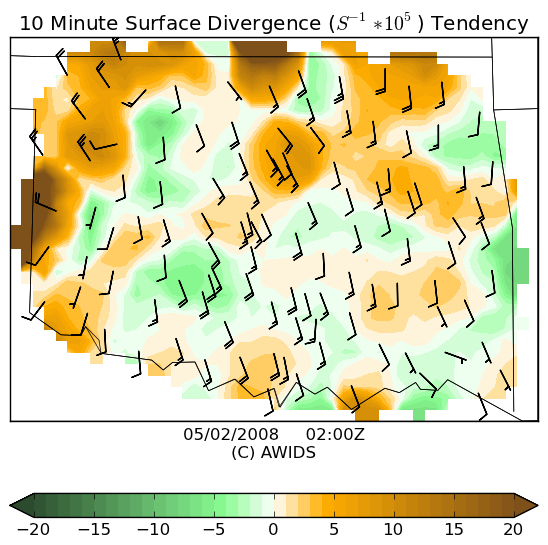 10 Minute Surface Divergence (S⁻¹ * 10⁵ ) Tendency
05/02/2008 02:00Z
(C) AWIDS
−20 −15 −10 −5 0 5 10 15 20